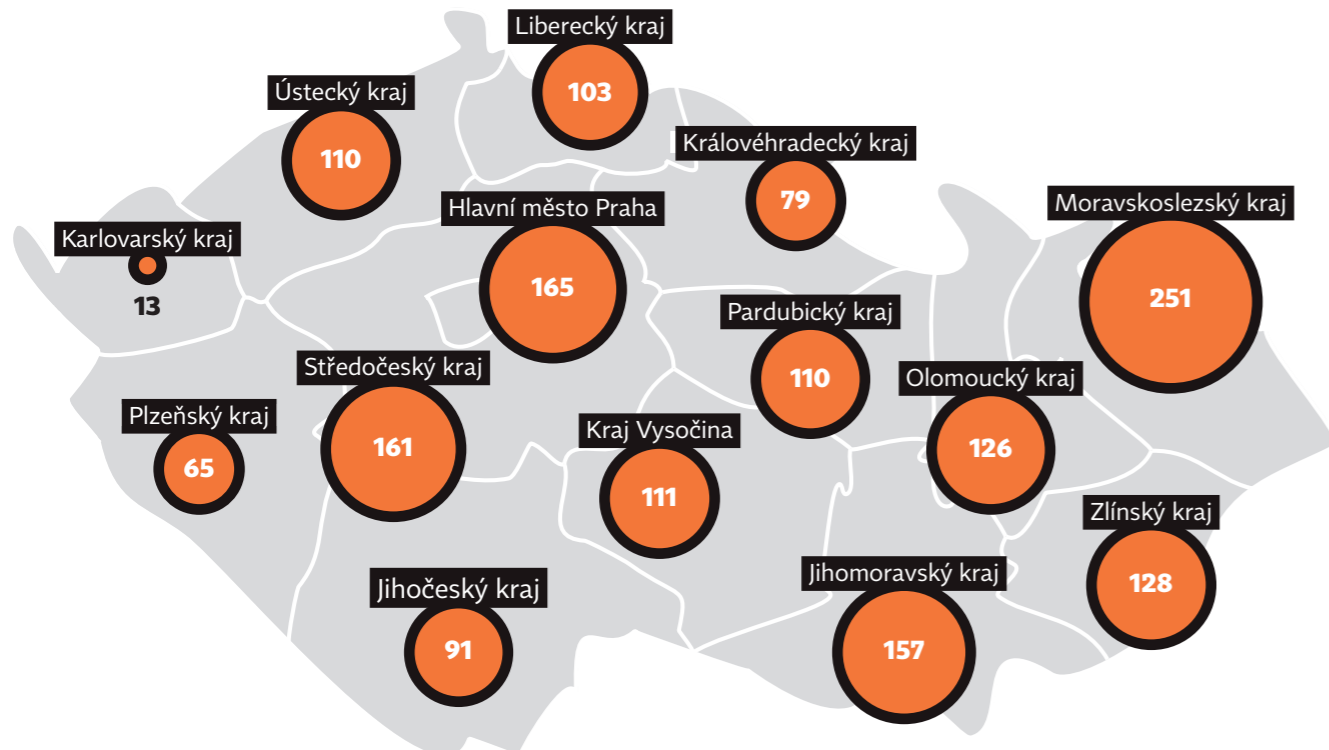 Liberecký kraj
103
Ústecký kraj
110
Královéhradecký kraj
79
Hlavní město Praha
165
Moravskoslezský kraj
251
Karlovarský kraj
13
Pardubický kraj
110
Středočeský kraj
161
Olomoucký kraj
126
Plzeňský kraj
65
Kraj Vysočina
111
Zlínský kraj
128
Jihomoravský kraj
157
Jihočeský kraj
91